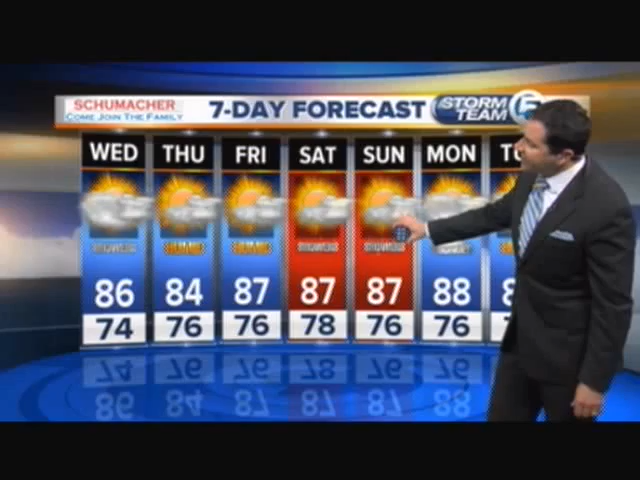 SCHUMACHER
COME JOIN THE FAMILY
7-DAY FORECAST
STORM
TEAM 5
WED THU FRI SAT SUN MON
86 84 87 87 87 88 8
74 76 76 78 76 76